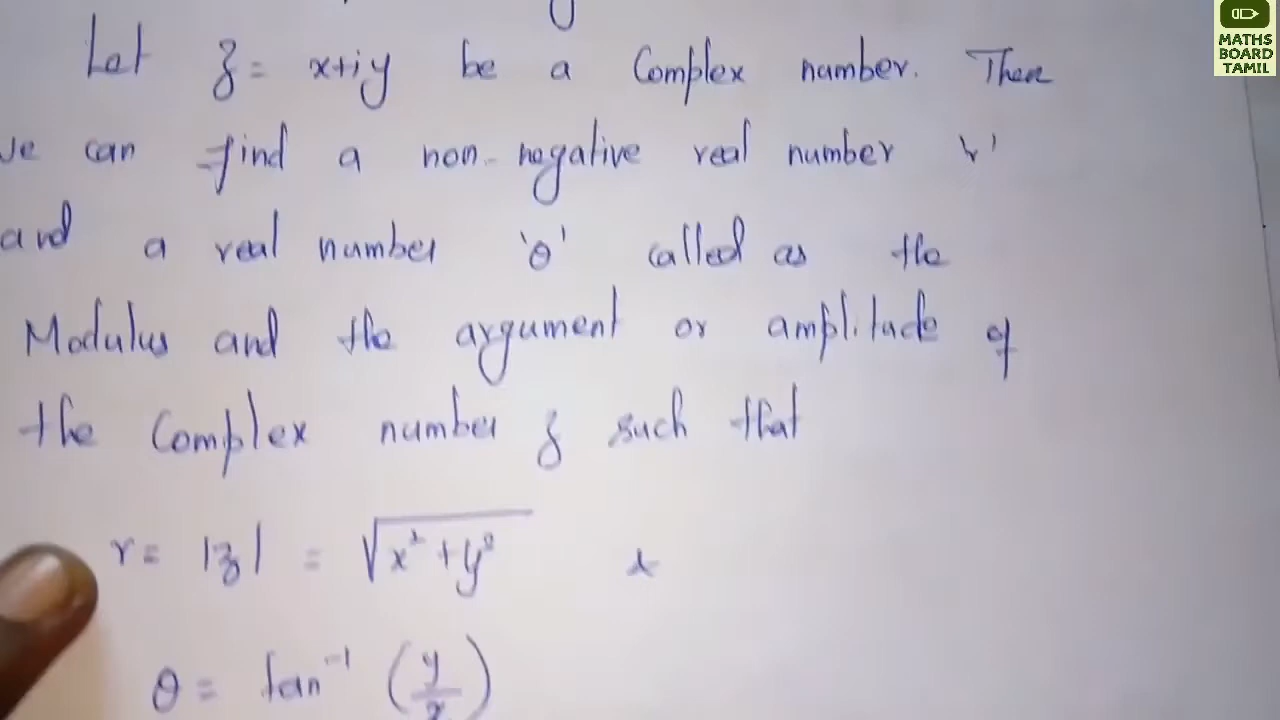 Let z = x+iy be a Complex number. Then
we can find a non-negative real number 'r'
and a real number 'θ' called as the
Modulus and the argument or amplitude of
the Complex number z such that
r = |z| = √x²+y² &
θ = tan⁻¹ (y/x)
MATHS
BOARD
TAMIL